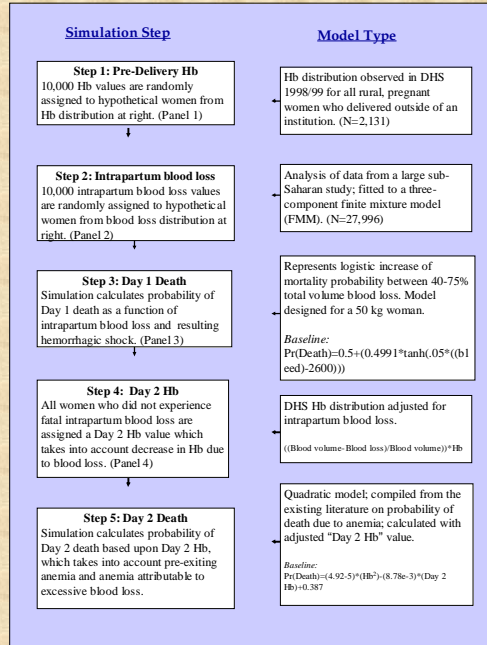 Simulation Step
Model Type
Step 1: Pre-Delivery Hb
10,000 Hb values are randomly
assigned to hypothetical women from
Hb distribution at right. (Panel 1)
Hb distribution observed in DHS
1998/99 for all rural, pregnant
women who delivered outside of an
institution. (N=2,131)
Step 2: Intrapartum blood loss
10,000 intrapartum blood loss values
are randomly assigned to hypothetical
women from blood loss distribution at
right. (Panel 2)
Analysis of data from a large sub-
Saharan study; fitted to a three-
component finite mixture model
(FMM). (N=27,996)
Step 3: Day 1 Death
Simulation calculates probability of
Day 1 death as a function of
intrapartum blood loss and resulting
hemorrhagic shock. (Panel 3)
Represents logistic increase of
mortality probability between 40-75%
total volume blood loss. Model
designed for a 50 kg woman.
Baseline:
Pr(Death)=0.5+(0.4991*tanh(.05*((bl
eed)-2600)))
Step 4: Day 2 Hb
All women who did not experience
fatal intrapartum blood loss are
assigned a Day 2 Hb value which
takes into account decrease in Hb due
to blood loss. (Panel 4)
DHS Hb distribution adjusted for
intrapartum blood loss.
((Blood volume-Blood loss)/Blood volume))*Hb
Step 5: Day 2 Death
Simulation calculates probability of
Day 2 death based upon Day 2 Hb,
which takes into account pre-exiting
anemia and anemia attributable to
excessive blood loss.
Quadratic model; compiled from the
existing literature on probability of
death due to anemia; calculated with
adjusted “Day 2 Hb” value.
Baseline:
Pr(Death)=(4.92-5)*(Hb²)-(8.78e-3)*(Day 2
Hb)+0.387